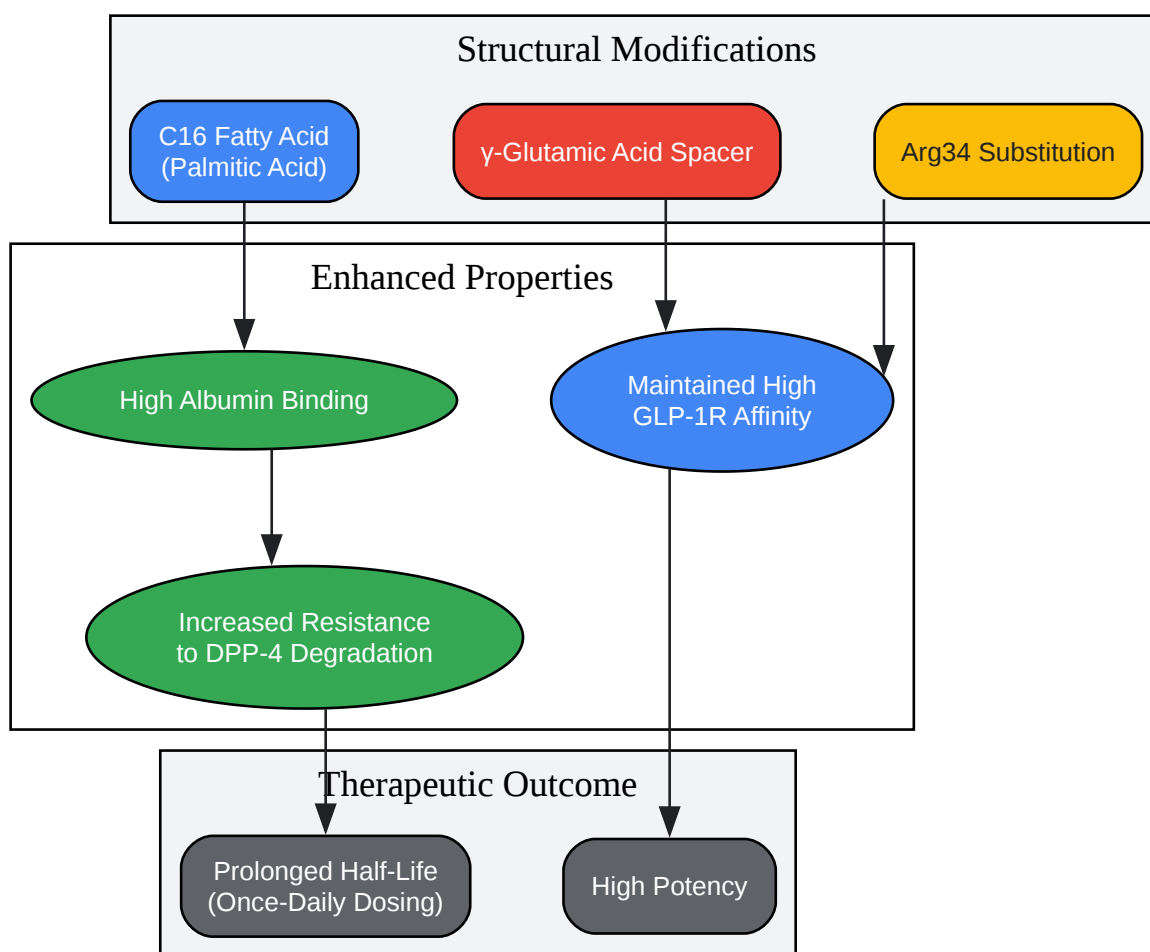 Structural Modifications
C16 Fatty Acid
(Palmitic Acid)
γ-Glutamic Acid Spacer
Arg34 Substitution
Enhanced Properties
High Albumin Binding
Maintained High
GLP-1R Affinity
Increased Resistance
to DPP-4 Degradation
Therapeutic Outcome
Prolonged Half-Life
(Once-Daily Dosing)
High Potency